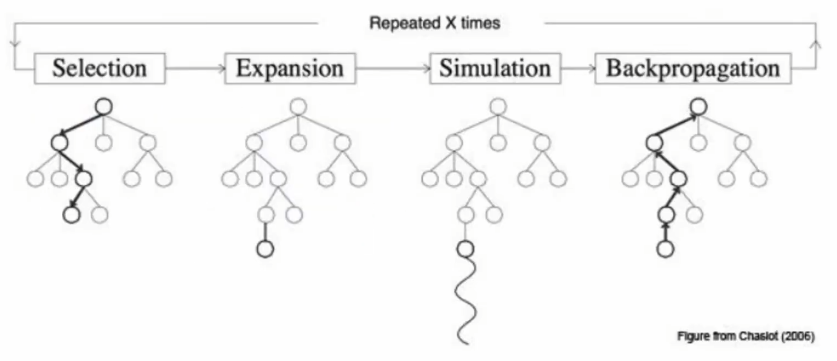 Repeated X times
Selection
Expansion
Simulation
Backpropagation
Figure from Chaslot (2006)